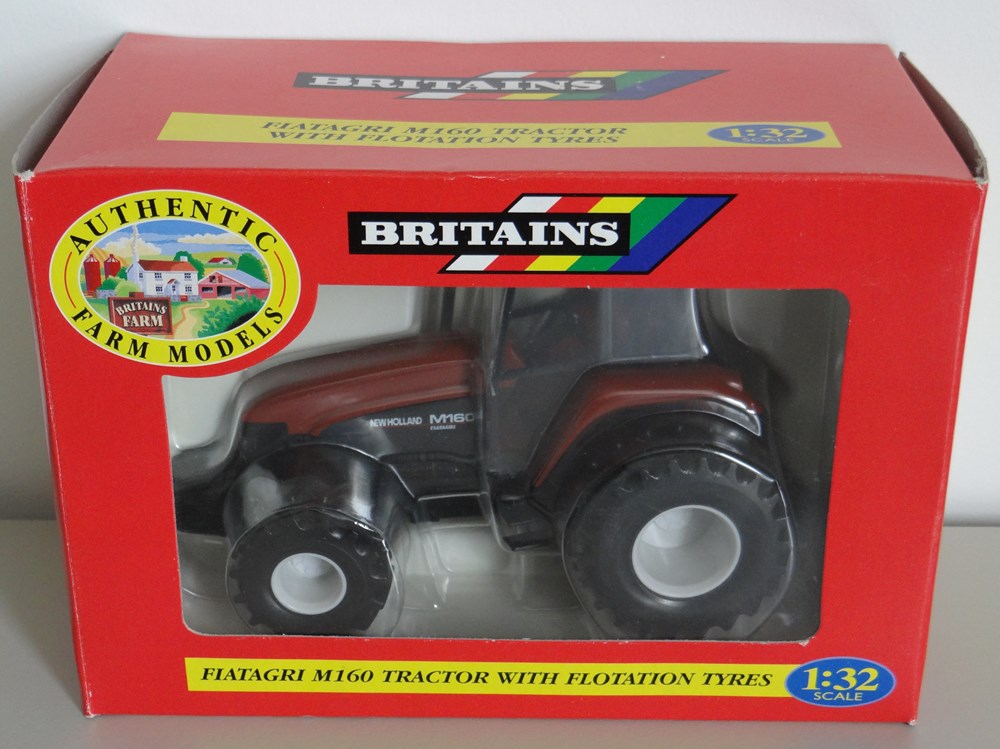 BRITAINS
FIATAGRI M160 TRACTOR
WITH FLOTATION TYRES
1:32
SCALE
AUTHENTIC
BRITAINS
FARM
FARM MODELS
BRITAINS
NEW HOLLAND M160
FIATAGRI M160 TRACTOR WITH FLOTATION TYRES
1:32
SCALE